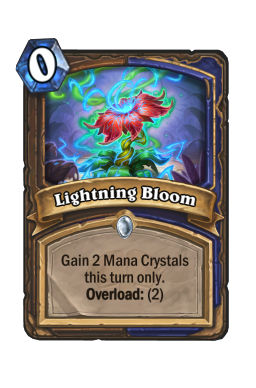 0
Lightning Bloom
Gain 2 Mana Crystals
this turn only.
Overload: (2)